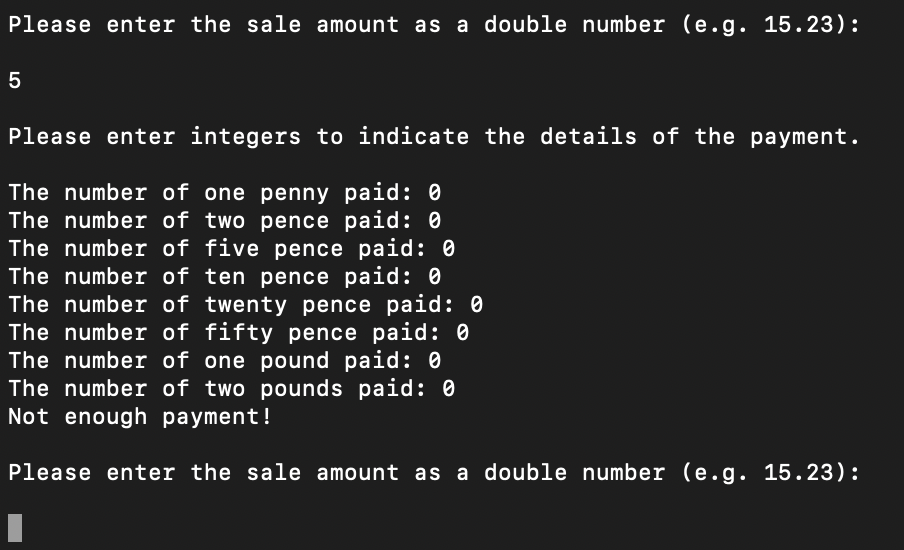 Please enter the sale amount as a double number (e.g. 15.23):
5
Please enter integers to indicate the details of the payment.
The number of one penny paid: 0
The number of two pence paid: 0
The number of five pence paid: 0
The number of ten pence paid: 0
The number of twenty pence paid: 0
The number of fifty pence paid: 0
The number of one pound paid: 0
The number of two pounds paid: 0
Not enough payment!
Please enter the sale amount as a double number (e.g. 15.23):